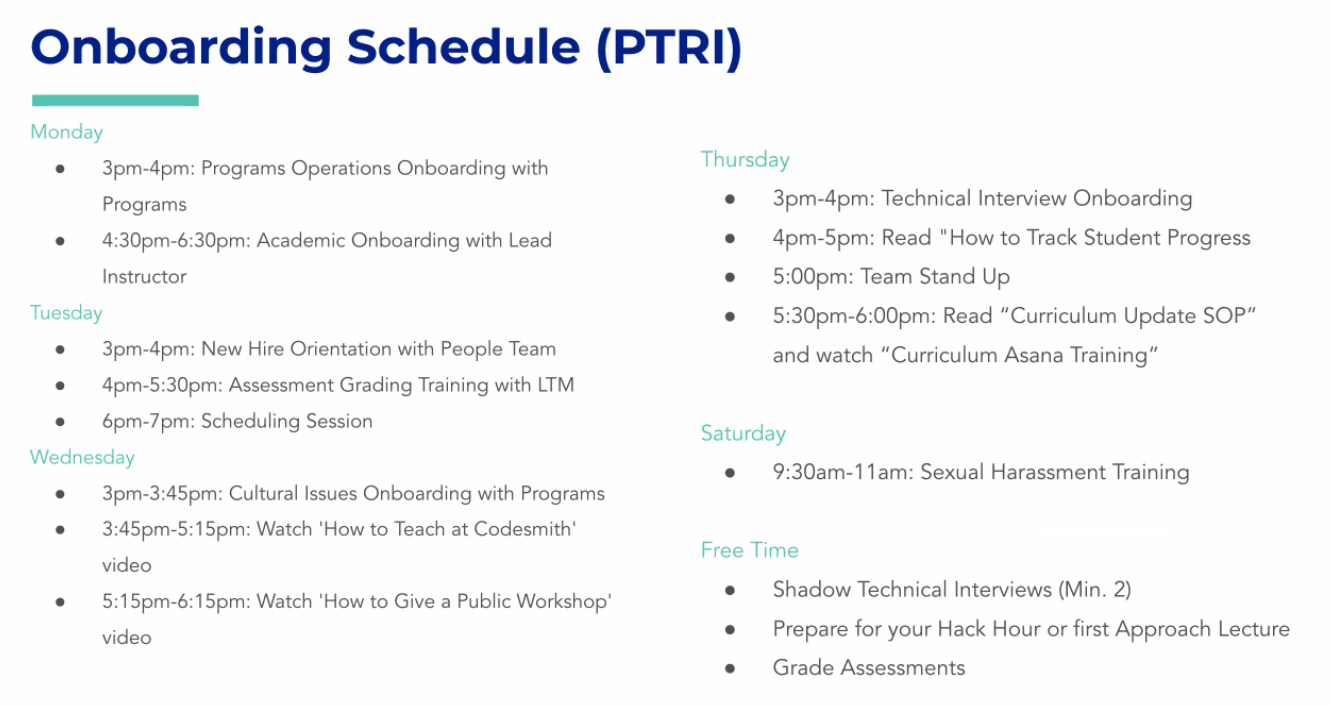 Onboarding Schedule (PTRI)
Monday
● 3pm-4pm: Programs Operations Onboarding with
Programs
● 4:30pm-6:30pm: Academic Onboarding with Lead
Instructor
Tuesday
● 3pm-4pm: New Hire Orientation with People Team
● 4pm-5:30pm: Assessment Grading Training with LTM
● 6pm-7pm: Scheduling Session
Wednesday
● 3pm-3:45pm: Cultural Issues Onboarding with Programs
● 3:45pm-5:15pm: Watch 'How to Teach at Codesmith'
video
● 5:15pm-6:15pm: Watch 'How to Give a Public Workshop'
video
Thursday
● 3pm-4pm: Technical Interview Onboarding
● 4pm-5pm: Read "How to Track Student Progress
● 5:00pm: Team Stand Up
● 5:30pm-6:00pm: Read “Curriculum Update SOP”
and watch “Curriculum Asana Training”
Saturday
● 9:30am-11am: Sexual Harassment Training
Free Time
● Shadow Technical Interviews (Min. 2)
● Prepare for your Hack Hour or first Approach Lecture
● Grade Assessments